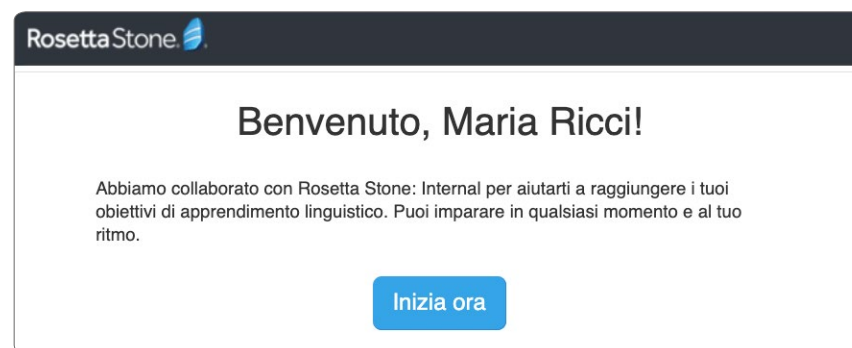 RosettaStone.
Benvenuto, Maria Ricci!
Abbiamo collaborato con Rosetta Stone: Internal per aiutarti a raggiungere i tuoi
obiettivi di apprendimento linguistico. Puoi imparare in qualsiasi momento e al tuo
ritmo.
Inizia ora